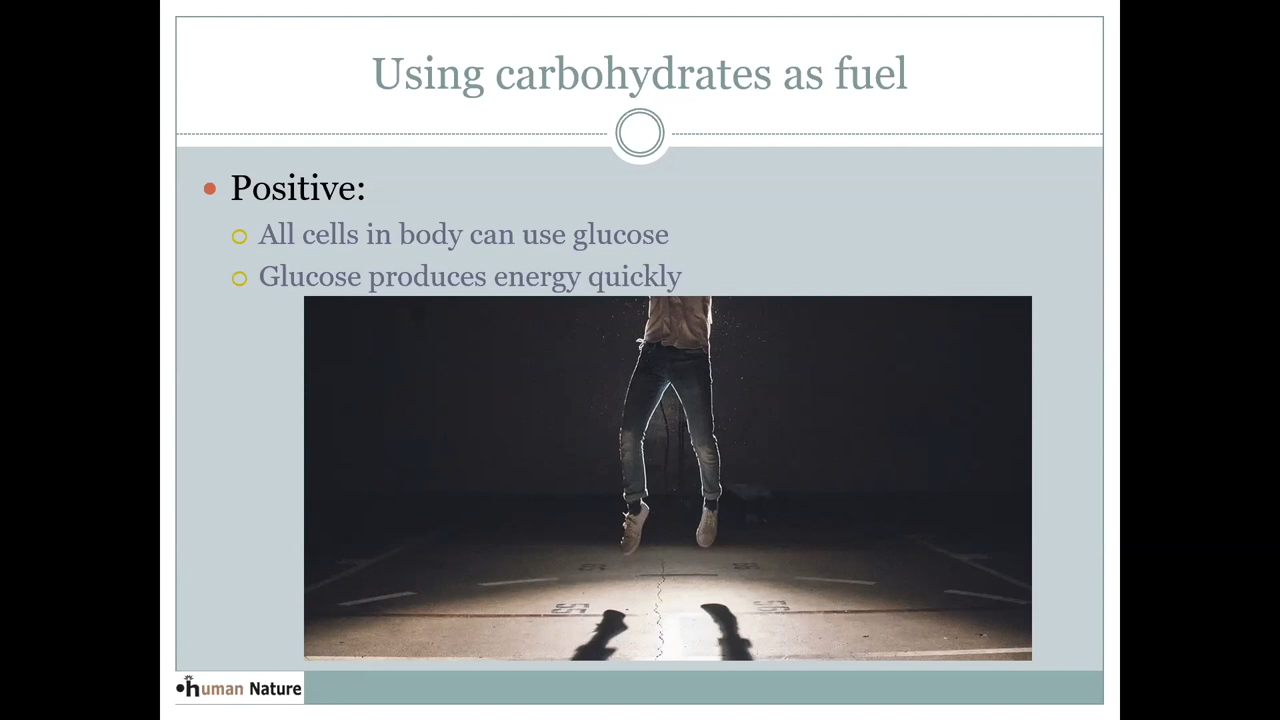 Using carbohydrates as fuel
Positive:
All cells in body can use glucose
Glucose produces energy quickly
human Nature